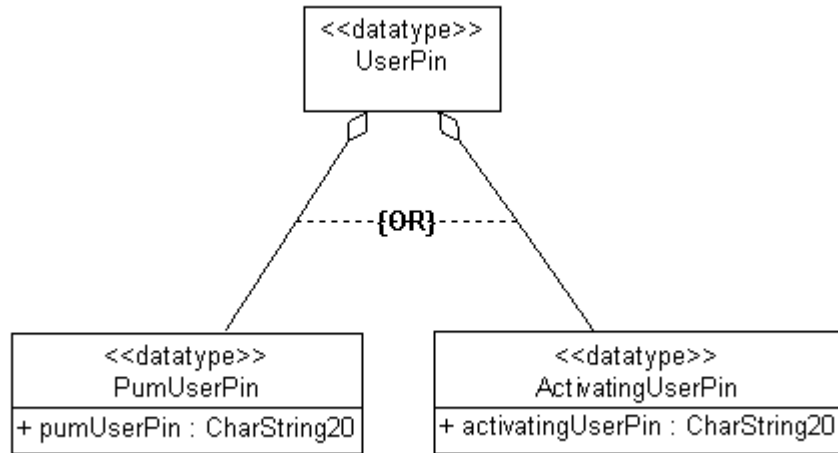 <<datatype>>
UserPin
{OR}
<<datatype>>
PumUserPin
+ pumUserPin : CharString20
<<datatype>>
ActivatingUserPin
+ activatingUserPin : CharString20